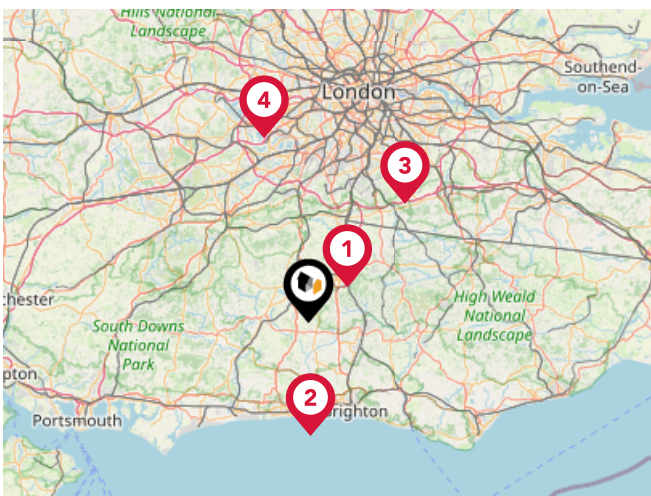 Hills National
Landscape
Southend-
on-Sea
4
London
3
1
chester
High Weald
National
Landscape
South Downs
National
Park
pton
2
righton
Portsmouth